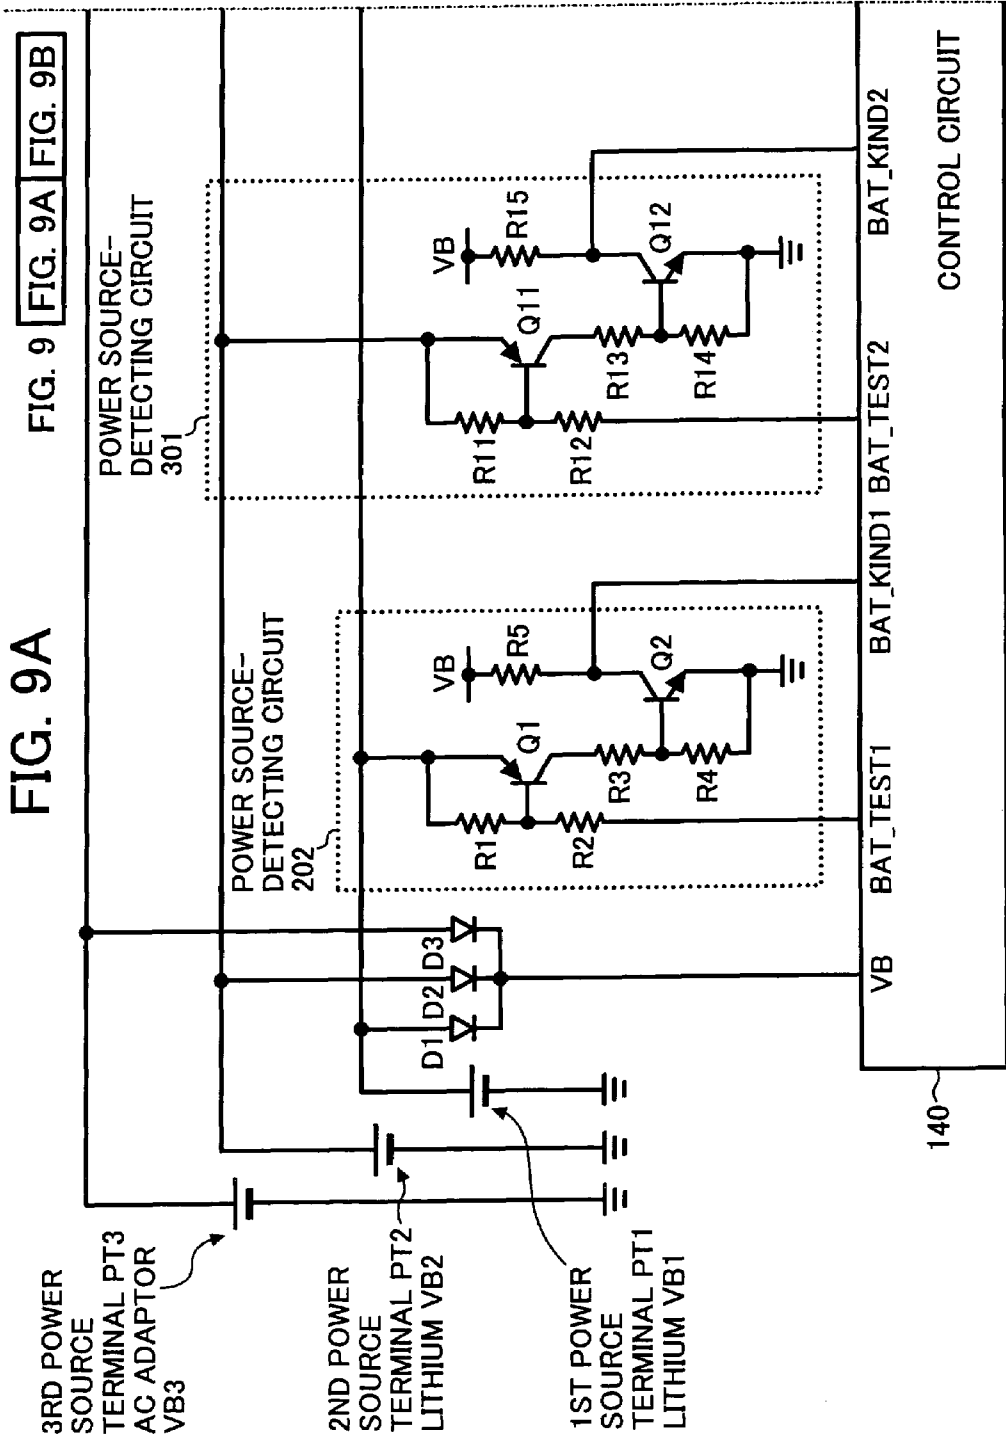 FIG. 9A
FIG. 9 FIG. 9A FIG. 9B
3RD POWER
SOURCE
TERMINAL PT3
AC ADAPTOR
VB3
2ND POWER
SOURCE
TERMINAL PT2
LITHIUM VB2
1ST POWER
SOURCE
TERMINAL PT1
LITHIUM VB1
D1
D2
D3
POWER SOURCE-
DETECTING CIRCUIT
202
R1
R2
Q1
R3
R4
VB
R5
Q2
POWER SOURCE-
DETECTING CIRCUIT
301
R11
R12
Q11
R13
R14
VB
R15
Q12
VB
BAT_TEST1
BAT_KIND1
BAT_TEST2
BAT_KIND2
CONTROL CIRCUIT
140